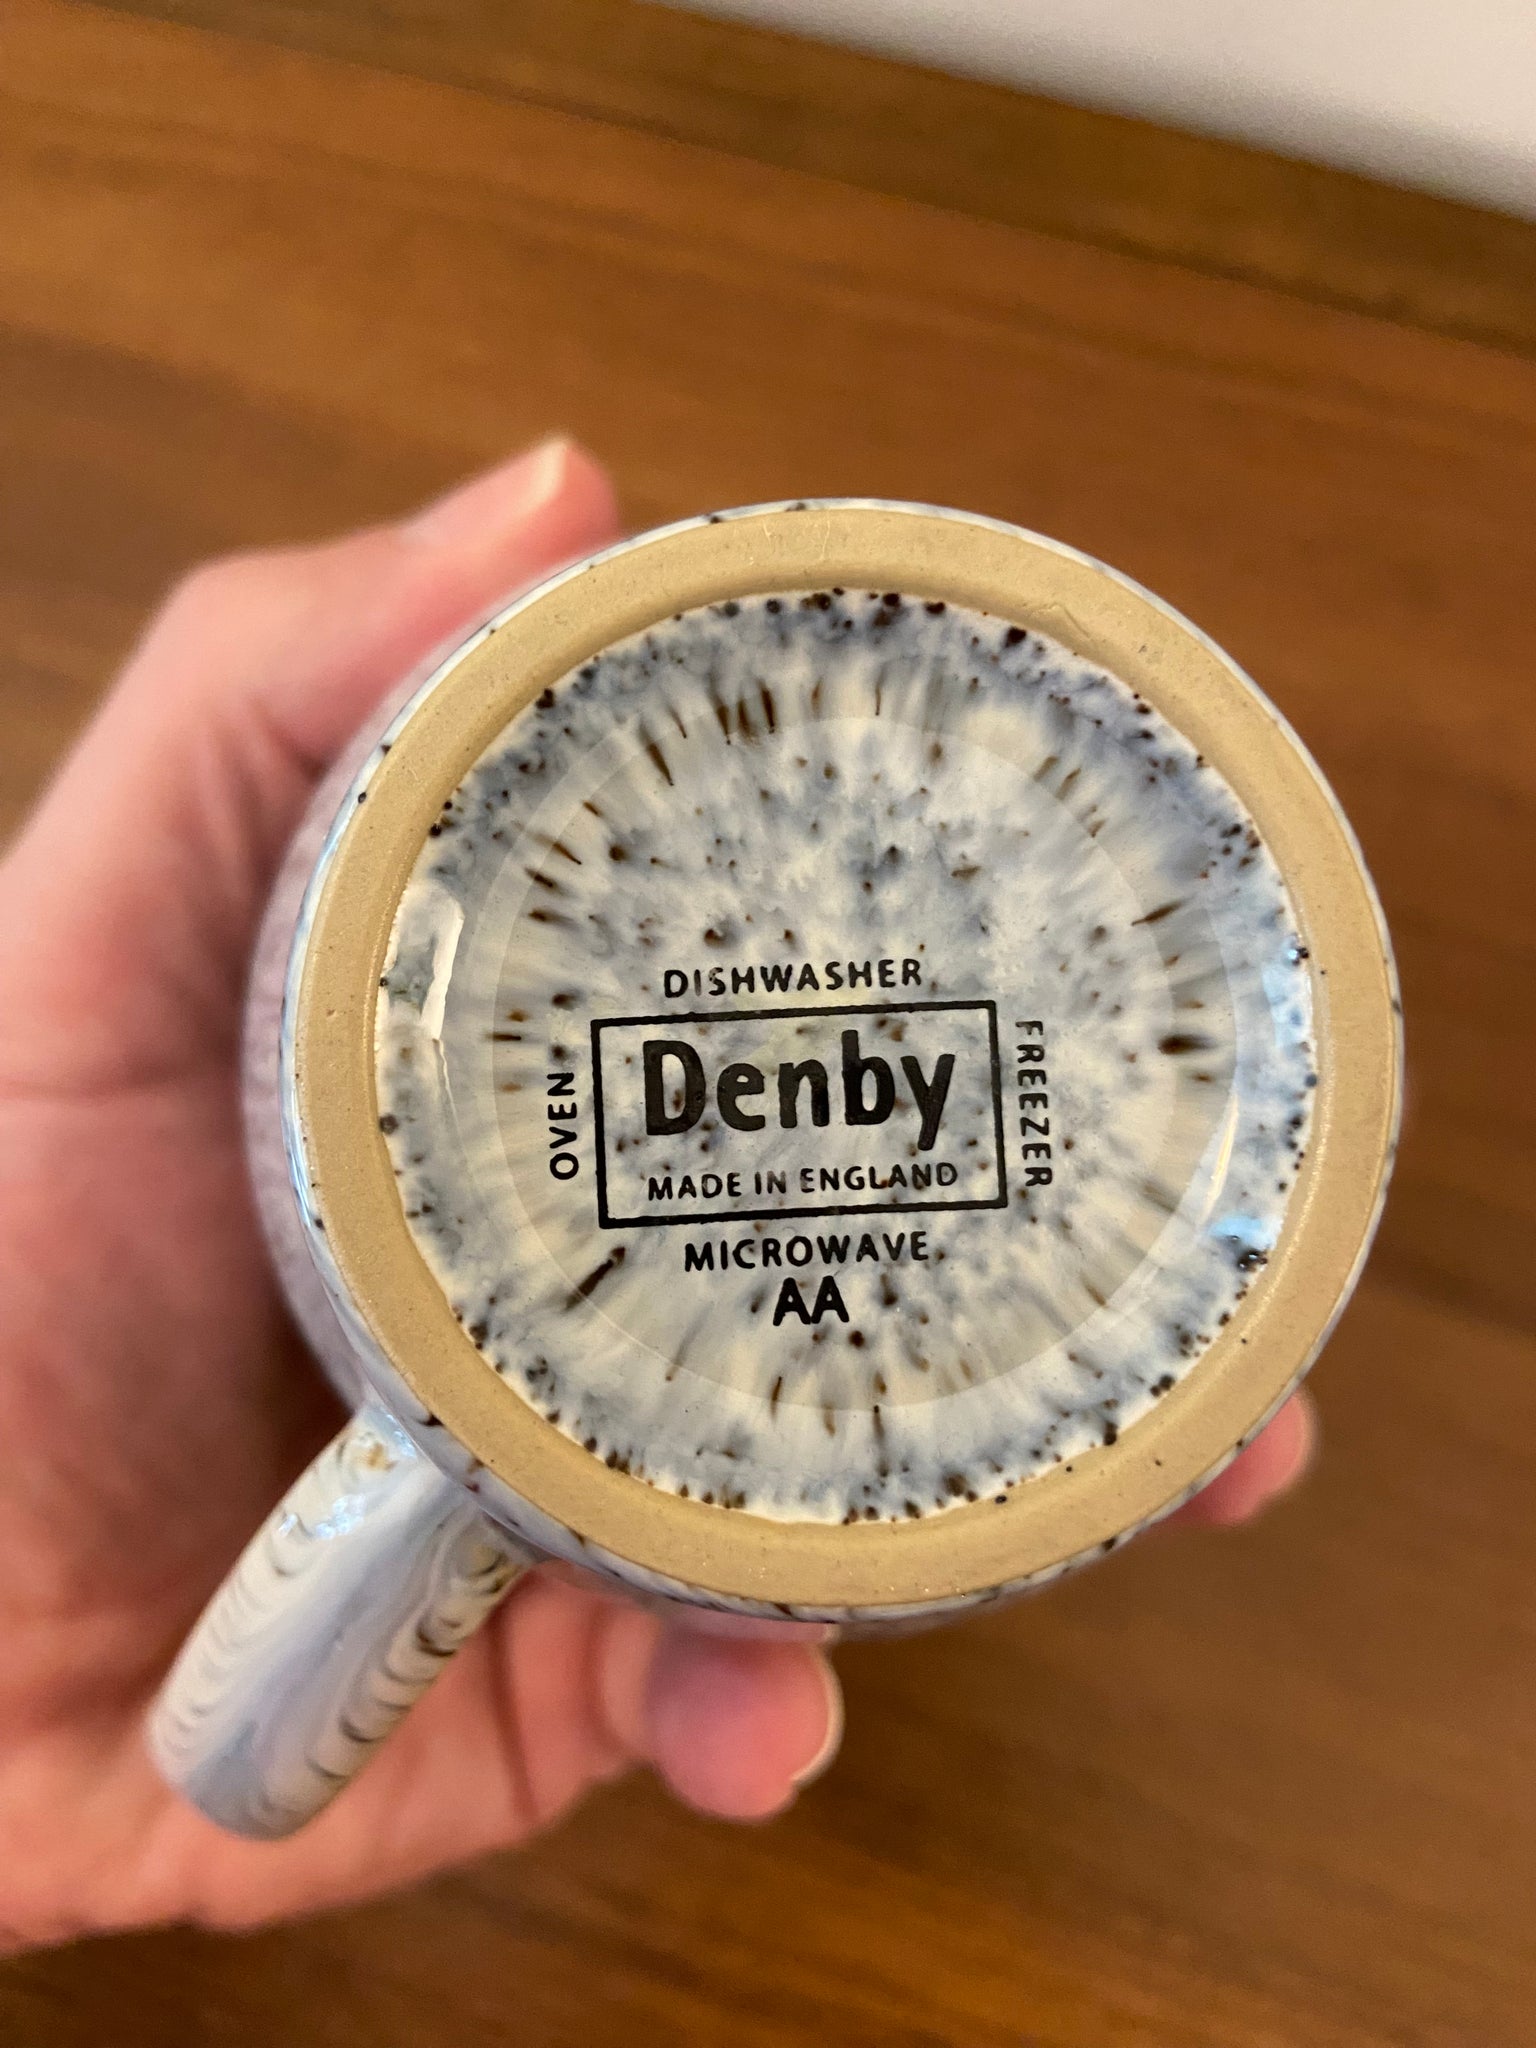 DISHWASHER
OVEN
Denby
MADE IN ENGLAND
FREEZER
MICROWAVE
AA